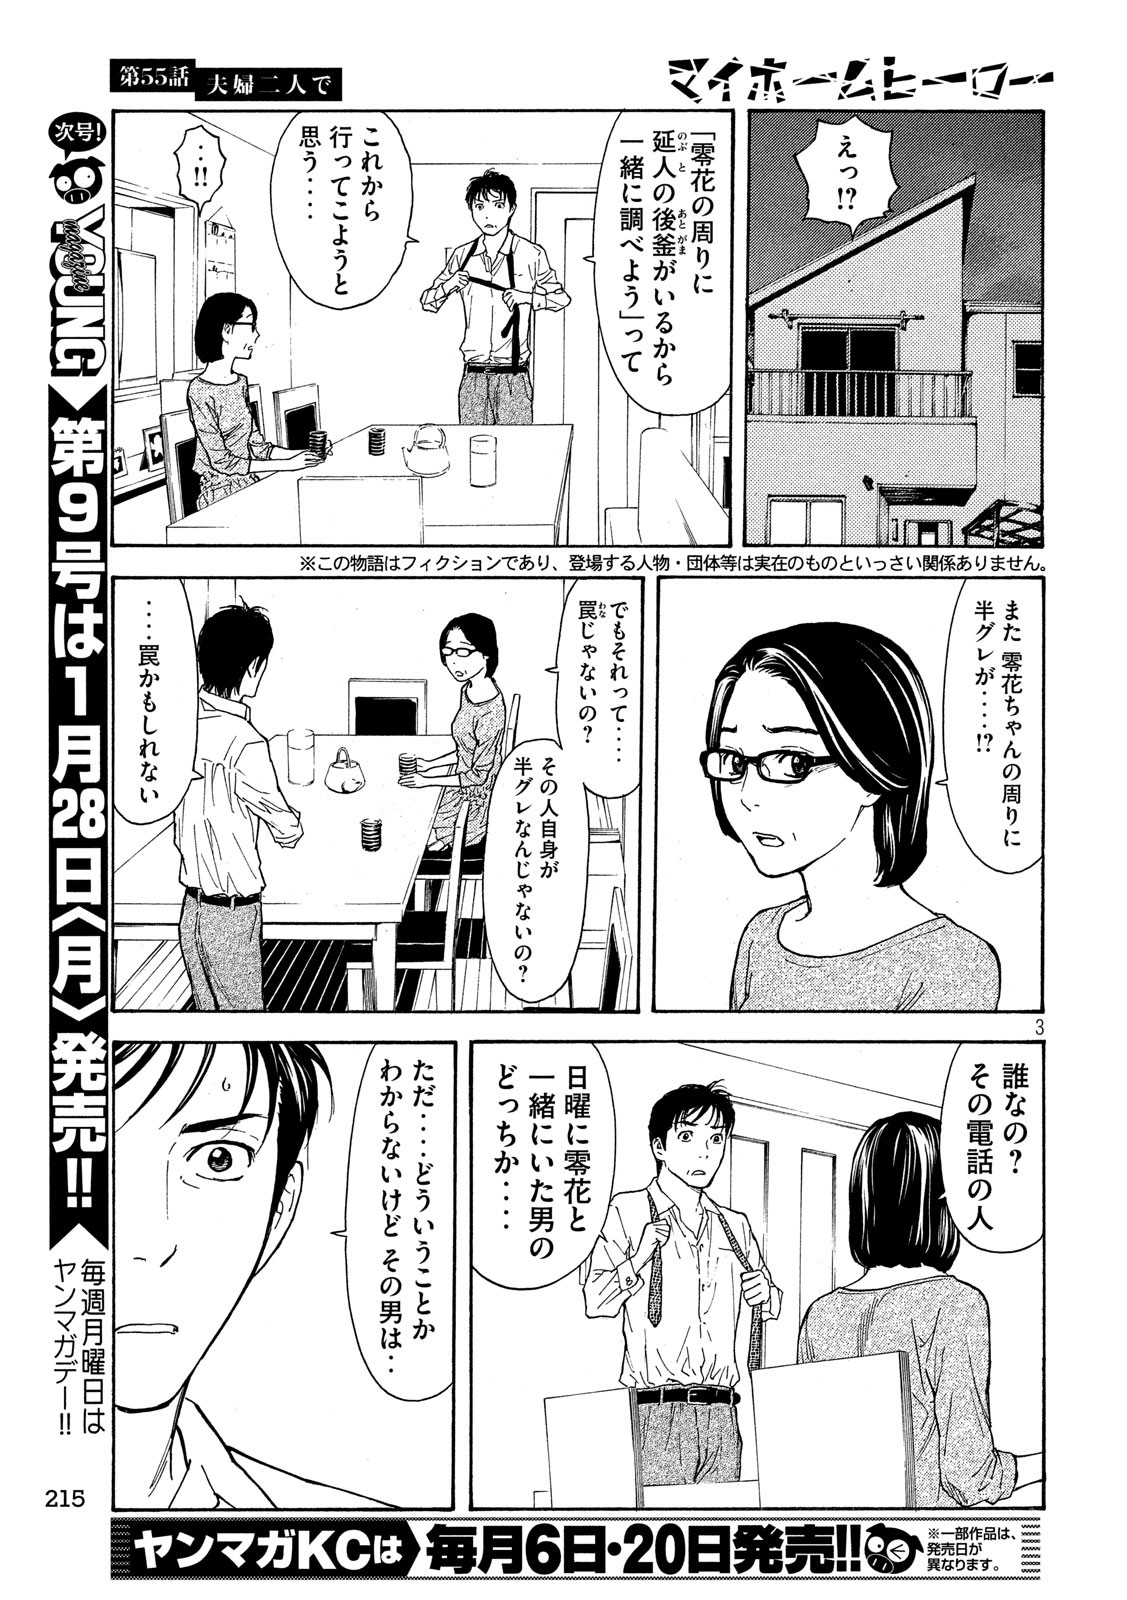 マイホームヒーロー
第55話
夫婦二人で
えっ!?
「零花の周りに
延人の後釜がいるから
一緒に調べよう」って
のぶと
あとがま
これから
行ってこようと
思う‥‥
‥!!
※この物語はフィクションであり、登場する人物・団体等は実在のものといっさい関係ありません。
また 零花ちゃんの周りに
半グレが‥‥!?
でもそれって‥‥
罠じゃないの?
わな
その人自身が
半グレなんじゃないの?
‥‥罠かもしれない
3
誰なの?
その電話の人
日曜に零花と
一緒にいた男の
どっちか‥‥
ただ‥‥どういうことか
わからないけど その男は‥
次号!
YOUNG
magazine
第9号は1月28日〈月〉発売!!
毎週月曜日は
ヤンマガデー!!
215
ヤンマガKCは
毎月6日・20日発売!!
※一部作品は、
発売日が
異なります。